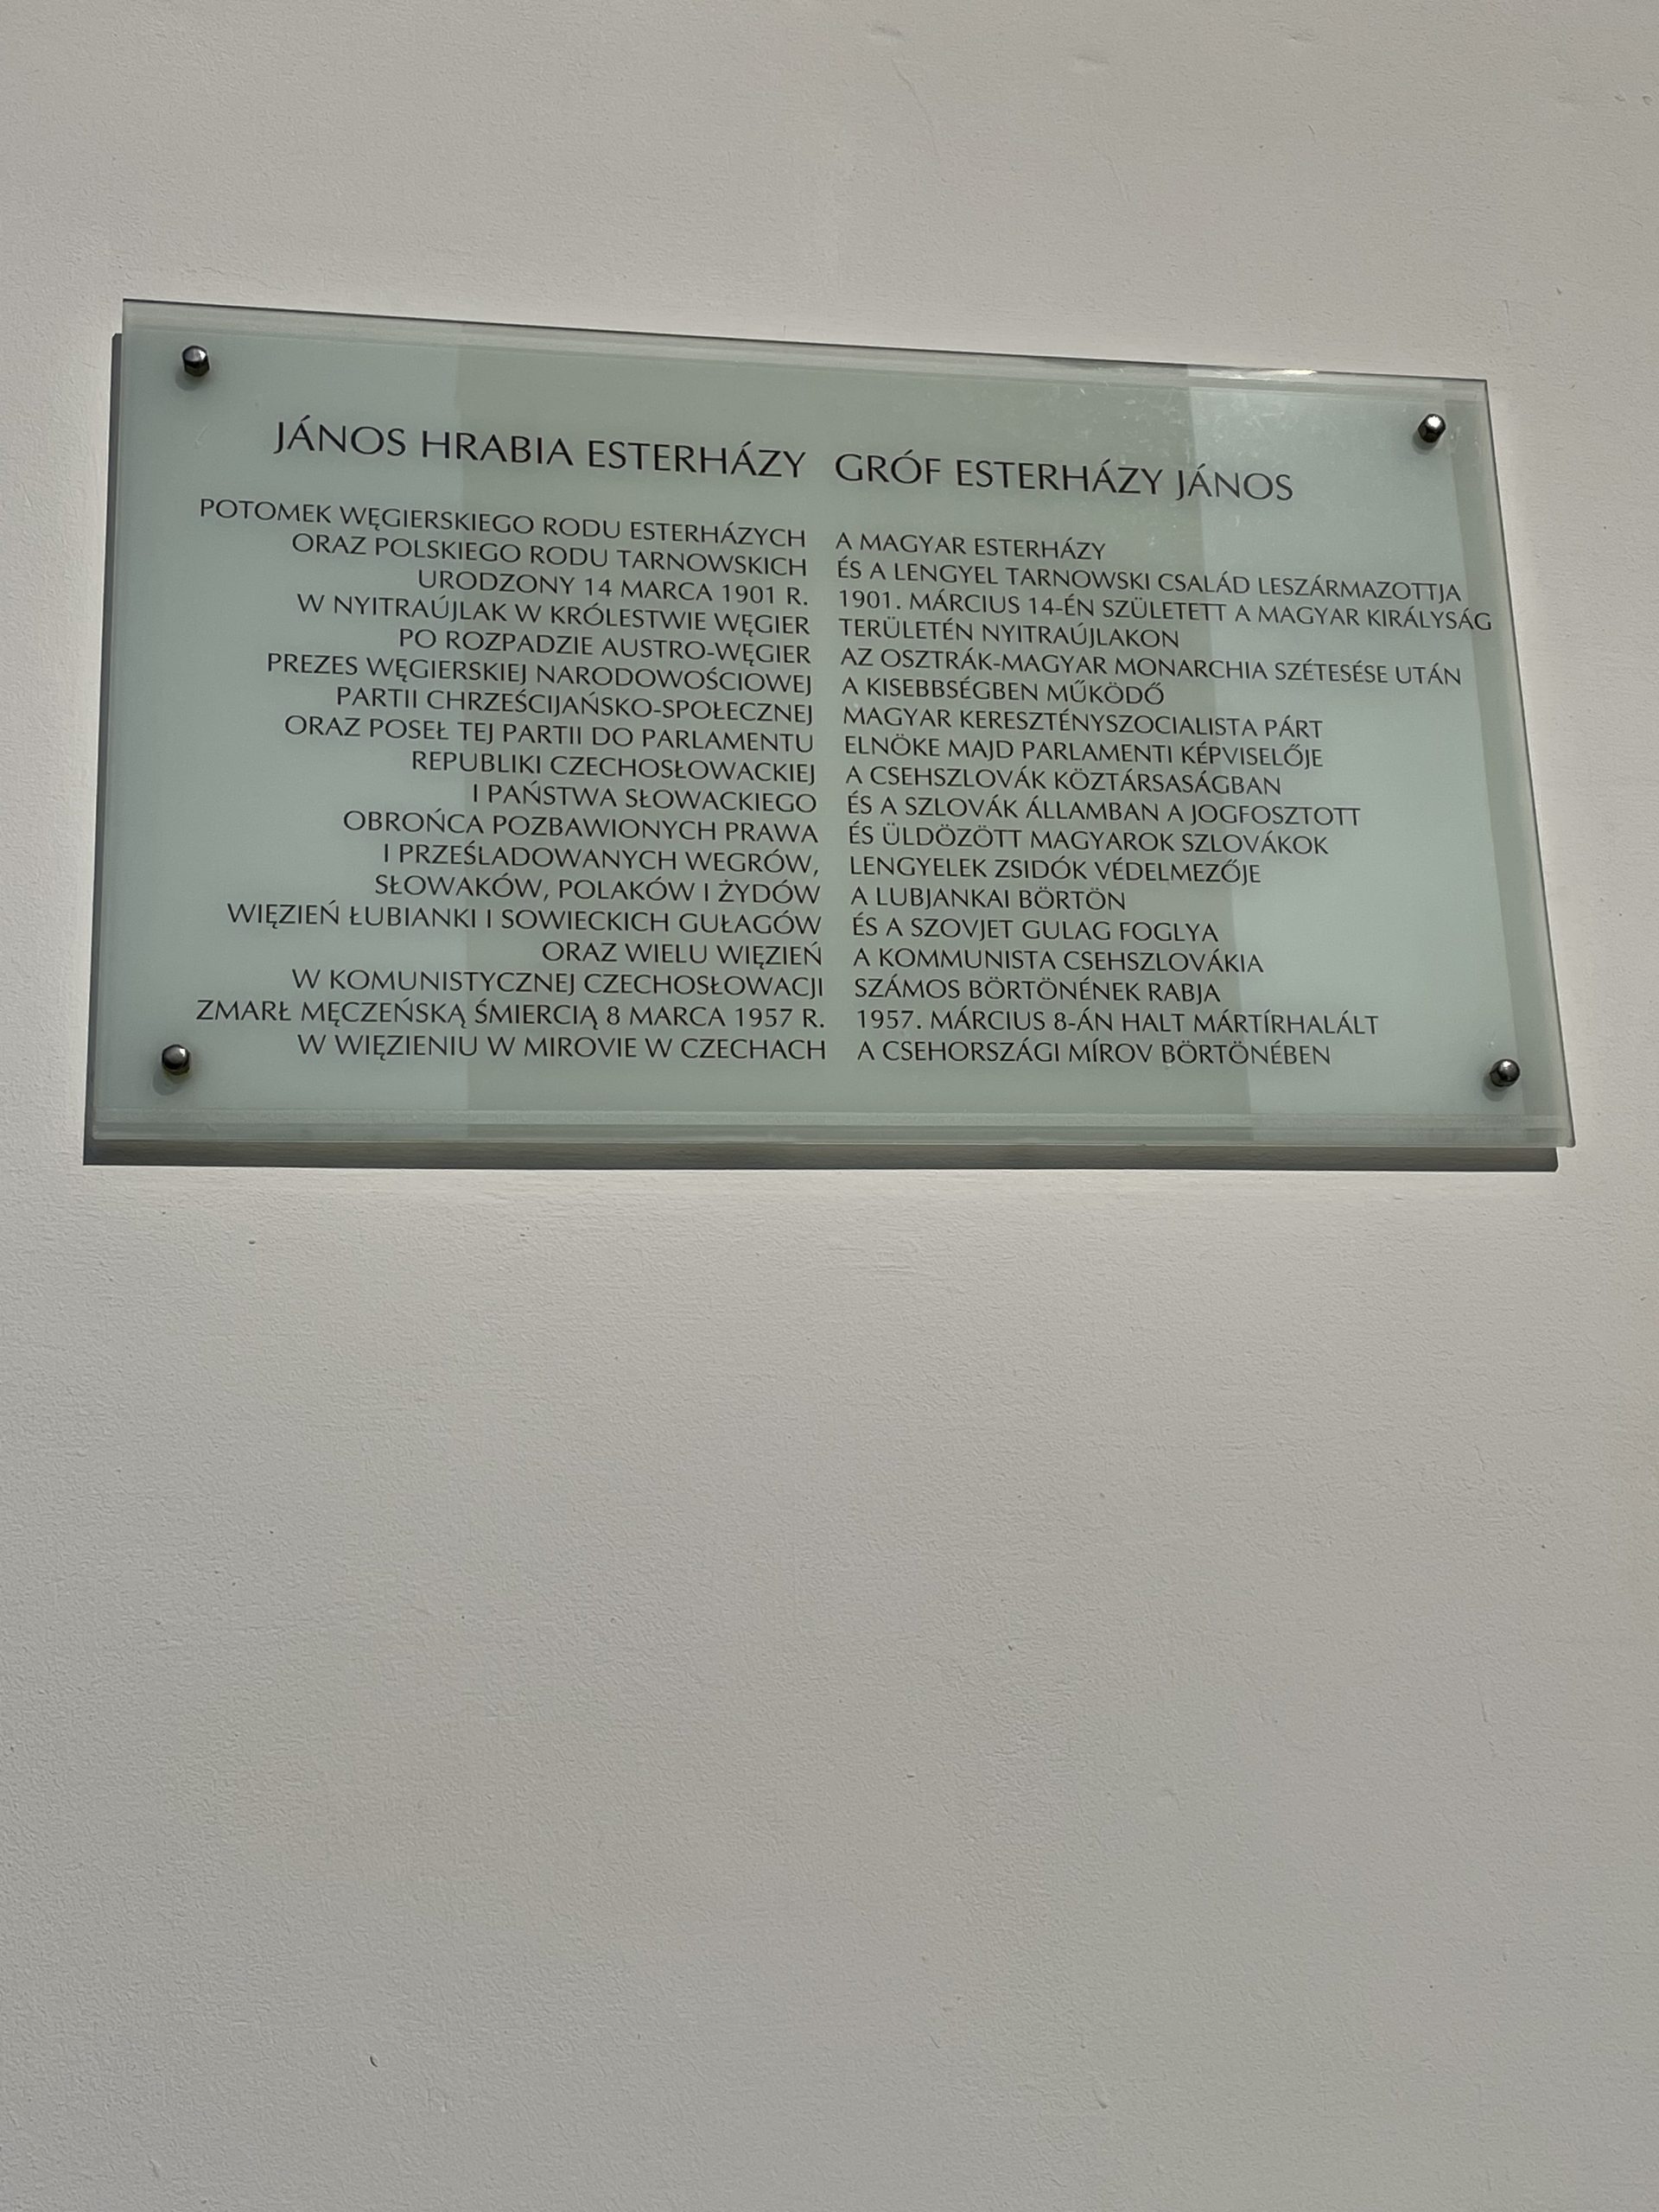 JÁNOS HRABIA ESTERHÁZY
POTOMEK WĘGIERSKIEGO RODU ESTERHÁZYCH
ORAZ POLSKIEGO RODU TARNOWSKICH
URODZONY 14 MARCA 1901 R.
W NYITRAÚJLAK W KRÓLESTWIE WĘGIER
PO ROZPADZIE AUSTRO-WĘGIER
PREZES WĘGIERSKIEJ NARODOWOŚCIOWEJ
PARTII CHRZEŚCIJAŃSKO-SPOŁECZNEJ
ORAZ POSEŁ TEJ PARTII DO PARLAMENTU
REPUBLIKI CZECHOSŁOWACKIEJ
I PAŃSTWA SŁOWACKIEGO
OBROŃCA POZBAWIONYCH PRAWA
I PRZEŚLADOWANYCH WEGRÓW,
SŁOWAKÓW, POLAKÓW I ŻYDÓW
WIĘZIEŃ ŁUBIANKI I SOWIECKICH GUŁAGÓW
ORAZ WIELU WIĘZIEŃ
W KOMUNISTYCZNEJ CZECHOSŁOWACJI
ZMARŁ MĘCZEŃSKĄ ŚMIERCIĄ 8 MARCA 1957 R.
W WIĘZIENIU W MIROVIE W CZECHACH
GRÓF ESTERHÁZY JÁNOS
A MAGYAR ESTERHÁZY
ÉS A LENGYEL TARNOWSKI CSALÁD LESZÁRMAZOTTJA
1901. MÁRCIUS 14-ÉN SZÜLETETT A MAGYAR KIRÁLYSÁG
TERÜLETÉN NYITRAÚJLAKON
AZ OSZTRÁK-MAGYAR MONARCHIA SZÉTESÉSE UTÁN
A KISEBBSÉGBEN MŰKÖDŐ
MAGYAR KERESZTÉNYSZOCIALISTA PÁRT
ELNÖKE MAJD PARLAMENTI KÉPVISELŐJE
A CSEHSZLOVÁK KÖZTÁRSASÁGBAN
ÉS A SZLOVÁK ÁLLAMBAN A JOGFOSZTOTT
ÉS ÜLDÖZÖTT MAGYAROK SZLOVÁKOK
LENGYELEK ZSIDÓK VÉDELMEZŐJE
A LUBJANKAI BÖRTÖN
ÉS A SZOVJET GULAG FOGLYA
A KOMMUNISTA CSEHSZLOVÁKIA
SZÁMOS BÖRTÖNÉNEK RABJA
1957. MÁRCIUS 8-ÁN HALT MÁRTÍRHALÁLT
A CSEHORSZÁGI MÍROV BÖRTÖNÉBEN